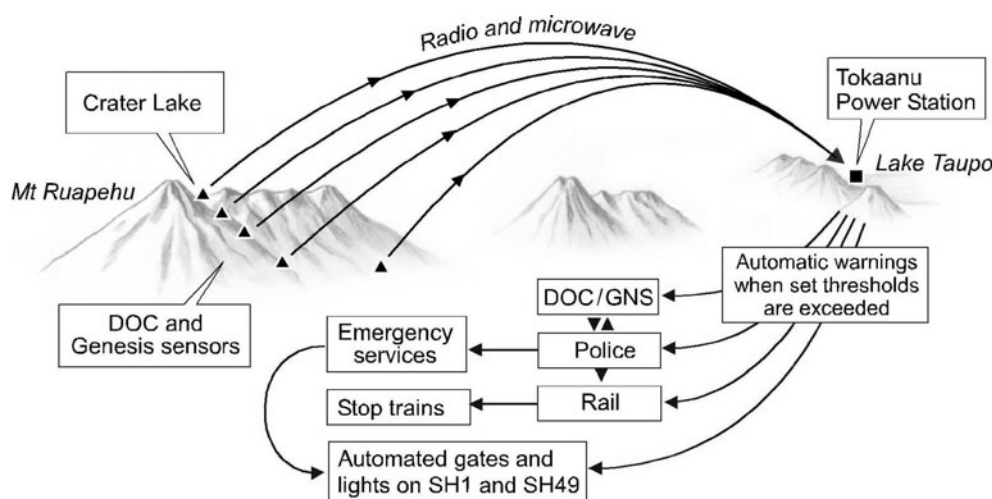 Radio and microwave
Crater Lake
Tokaanu
Power Station
Mt Ruapehu
Lake Taupo
DOC and
Genesis sensors
Automatic warnings
when set thresholds
are exceeded
DOC/GNS
Emergency
services
Police
Stop trains
Rail
Automated gates and
lights on SH1 and SH49